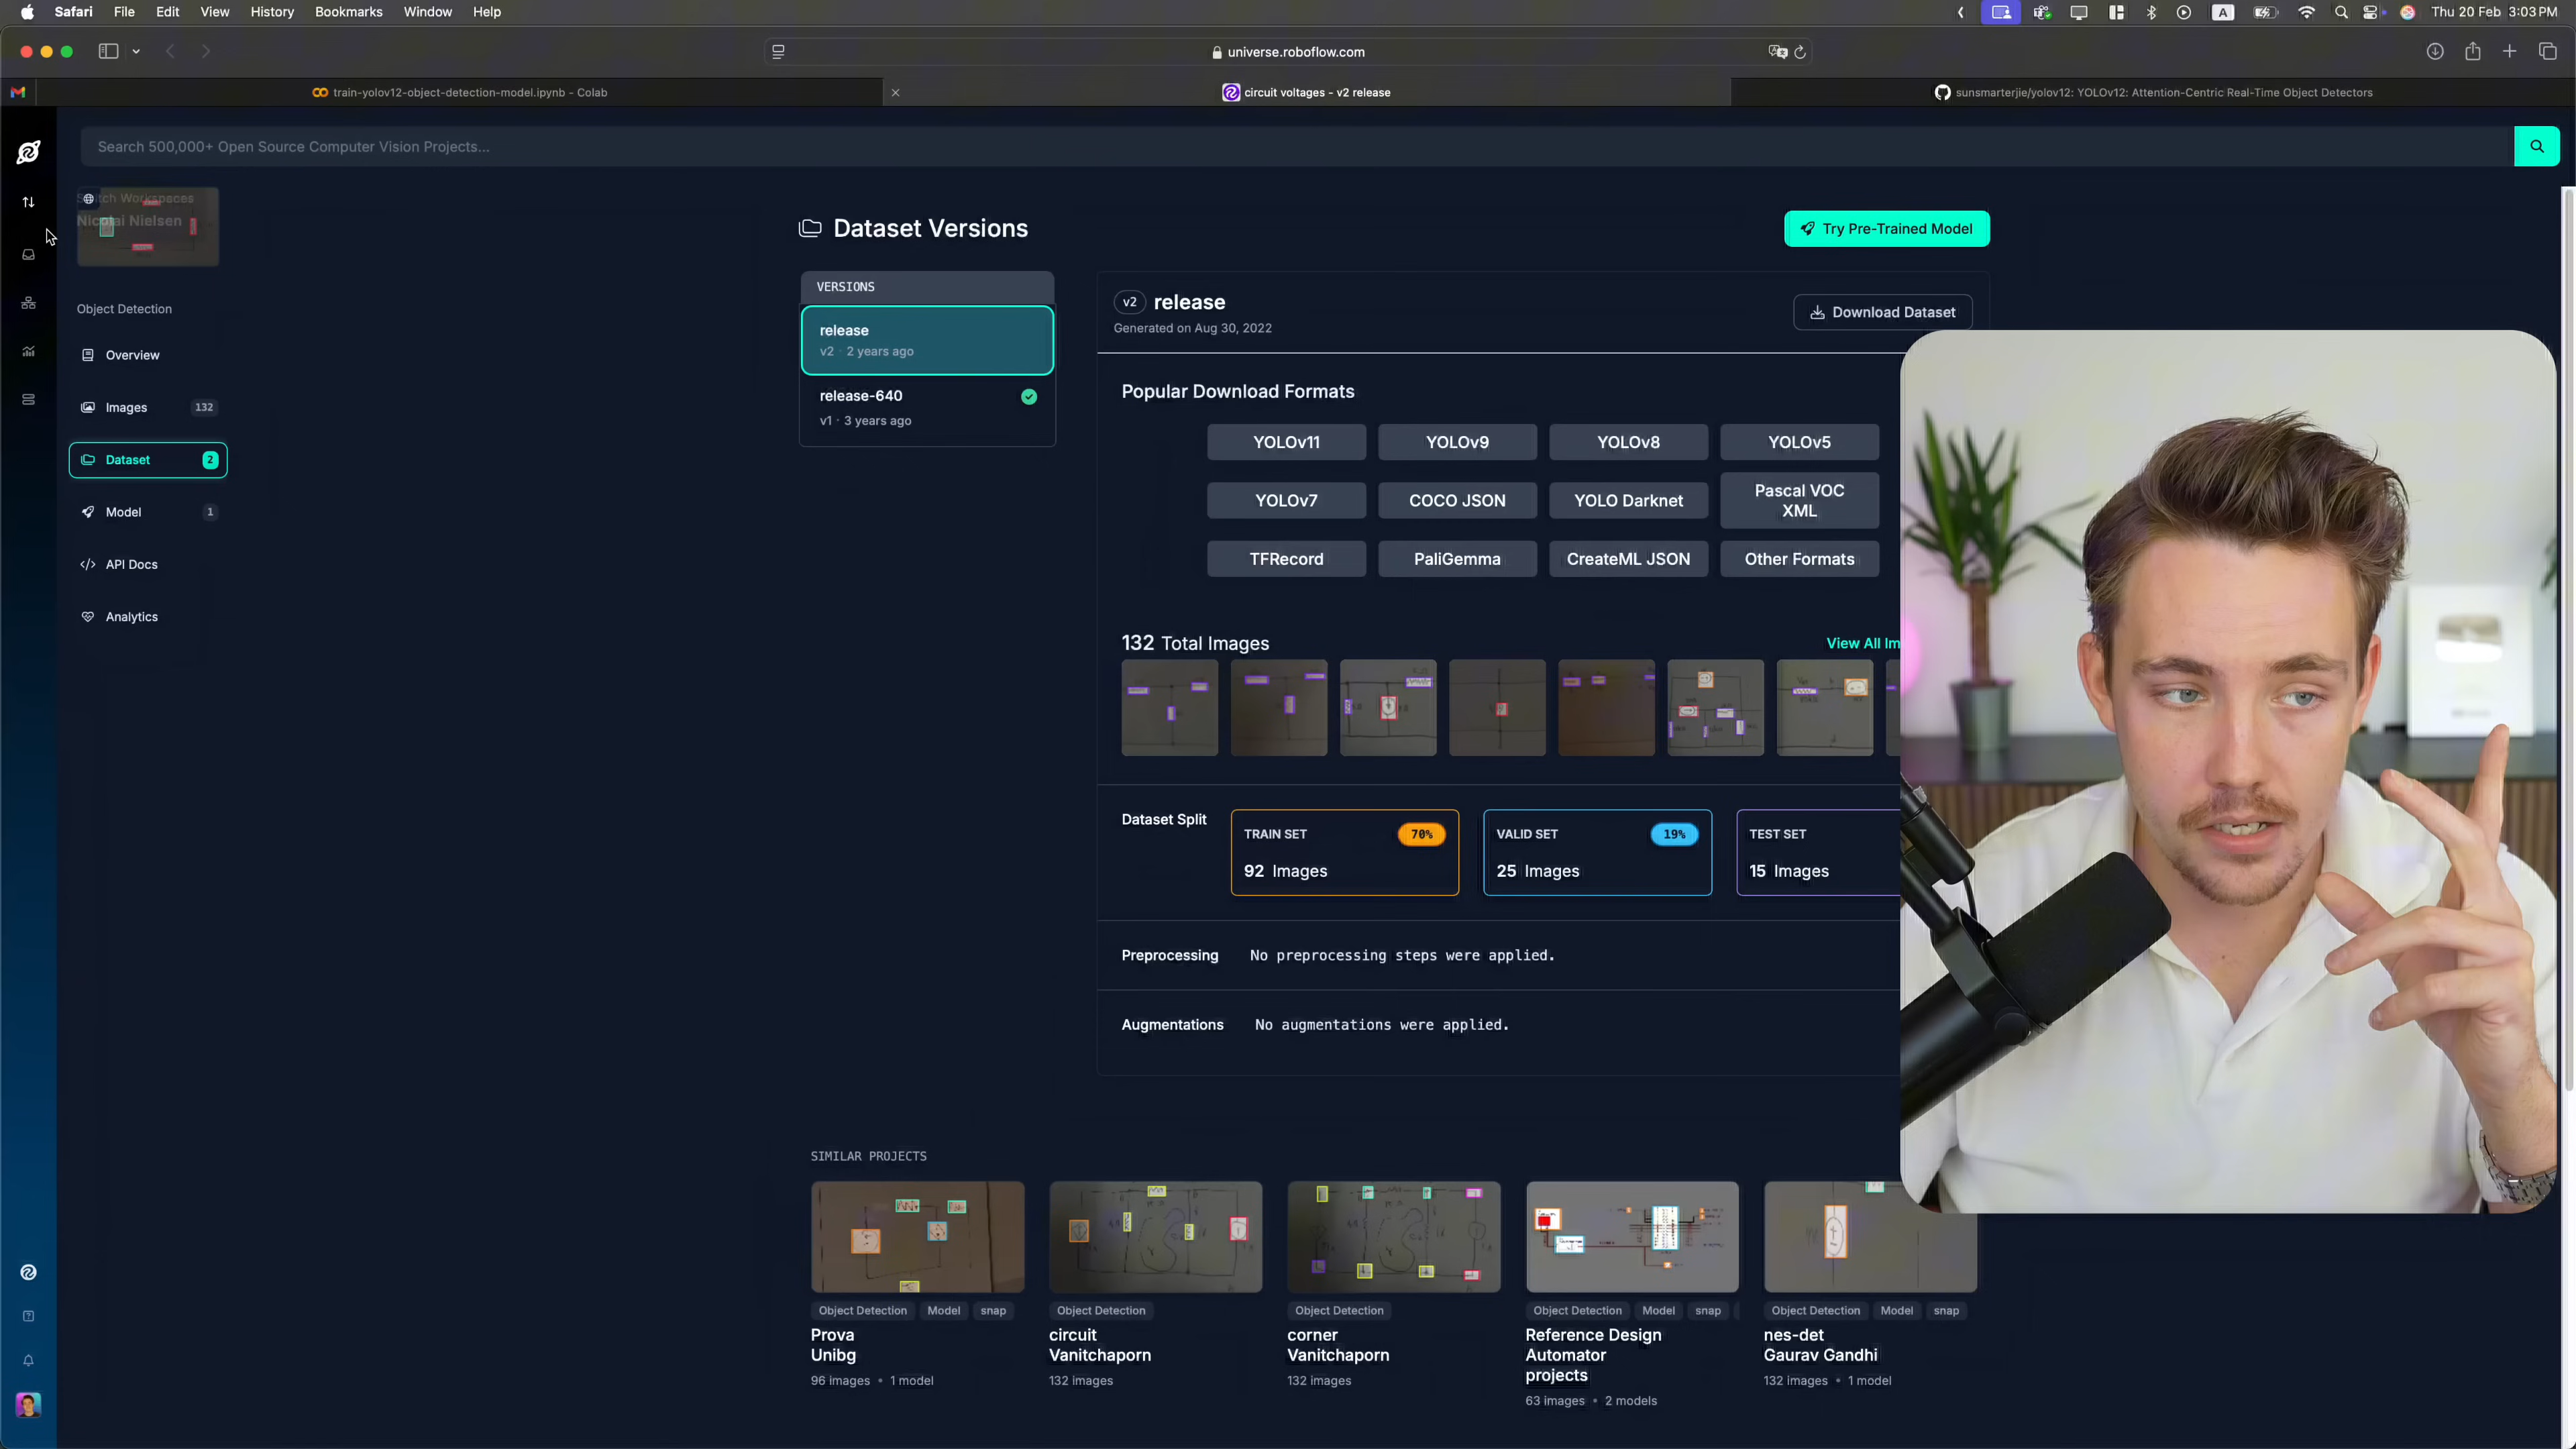 Safari File Edit View History Bookmarks Window Help
A
Thu 20 Feb 3:03 PM
universe.roboflow.com
train-yolov12-object-detection-model.ipynb - Colab
circuit voltages - v2 release
sunsmarterjie/yolov12: YOLOv12: Attention-Centric Real-Time Object Detectors
Search 500,000+ Open Source Computer Vision Projects...
Switch Workspaces
Nicolai Nielsen
Object Detection
Overview
Images 132
Dataset 2
Model 1
API Docs
Analytics
Dataset Versions
Try Pre-Trained Model
VERSIONS
release
v2 · 2 years ago
release-640
v1 · 3 years ago
v2 release
Generated on Aug 30, 2022
Download Dataset
Popular Download Formats
YOLOv11 YOLOv9 YOLOv8 YOLOv5
YOLOv7 COCO JSON YOLO Darknet Pascal VOC
XML
TFRecord PaliGemma CreateML JSON Other Formats
132 Total Images
View All Im
Dataset Split
TRAIN SET 70%
92 Images
VALID SET 19%
25 Images
TEST SET
15 Images
Preprocessing No preprocessing steps were applied.
Augmentations No augmentations were applied.
SIMILAR PROJECTS
Object Detection Model snap
Prova
Unibg
96 images • 1 model
Object Detection
circuit
Vanitchaporn
132 images
Object Detection
corner
Vanitchaporn
132 images
Object Detection Model snap
Reference Design
Automator
projects
63 images • 2 models
Object Detection Model snap
nes-det
Gaurav Gandhi
132 images • 1 model